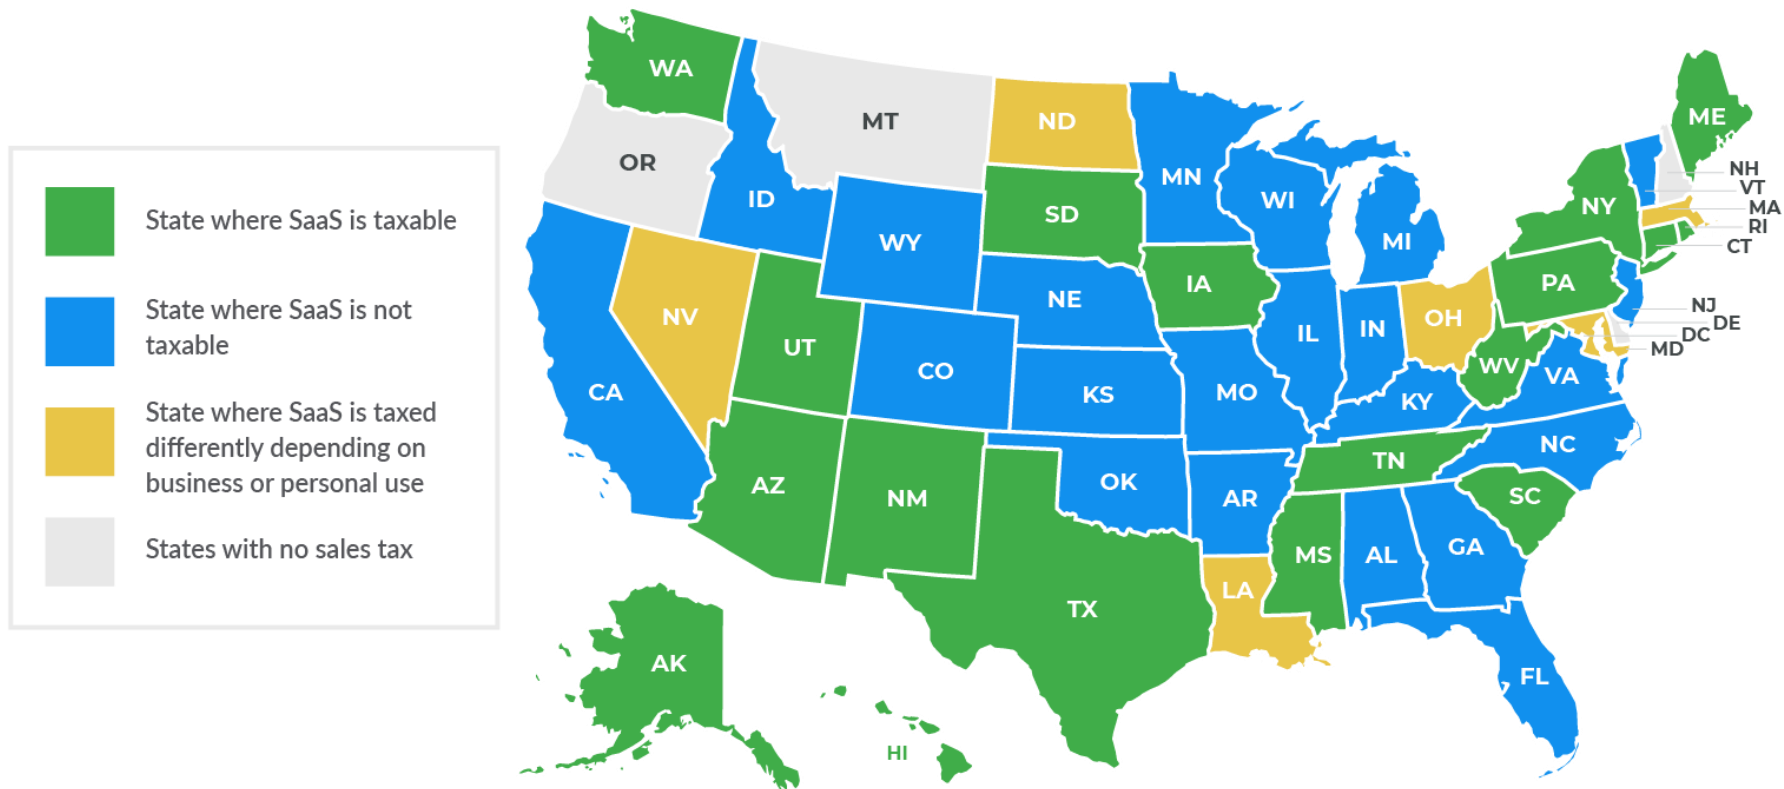 State where SaaS is taxable
State where SaaS is not
taxable
State where SaaS is taxed
differently depending on
business or personal use
States with no sales tax
WA
MT
ND
OR
ID
MN
ME
SD
WI
NY
NH
VT
MA
RI
CT
WY
MI
NE
IA
PA
NV
UT
CO
IL
IN
OH
NJ
DE
DC
MD
CA
KS
MO
KY
WV
VA
AZ
NM
OK
AR
TN
NC
SC
TX
LA
MS
AL
GA
FL
AK
HI